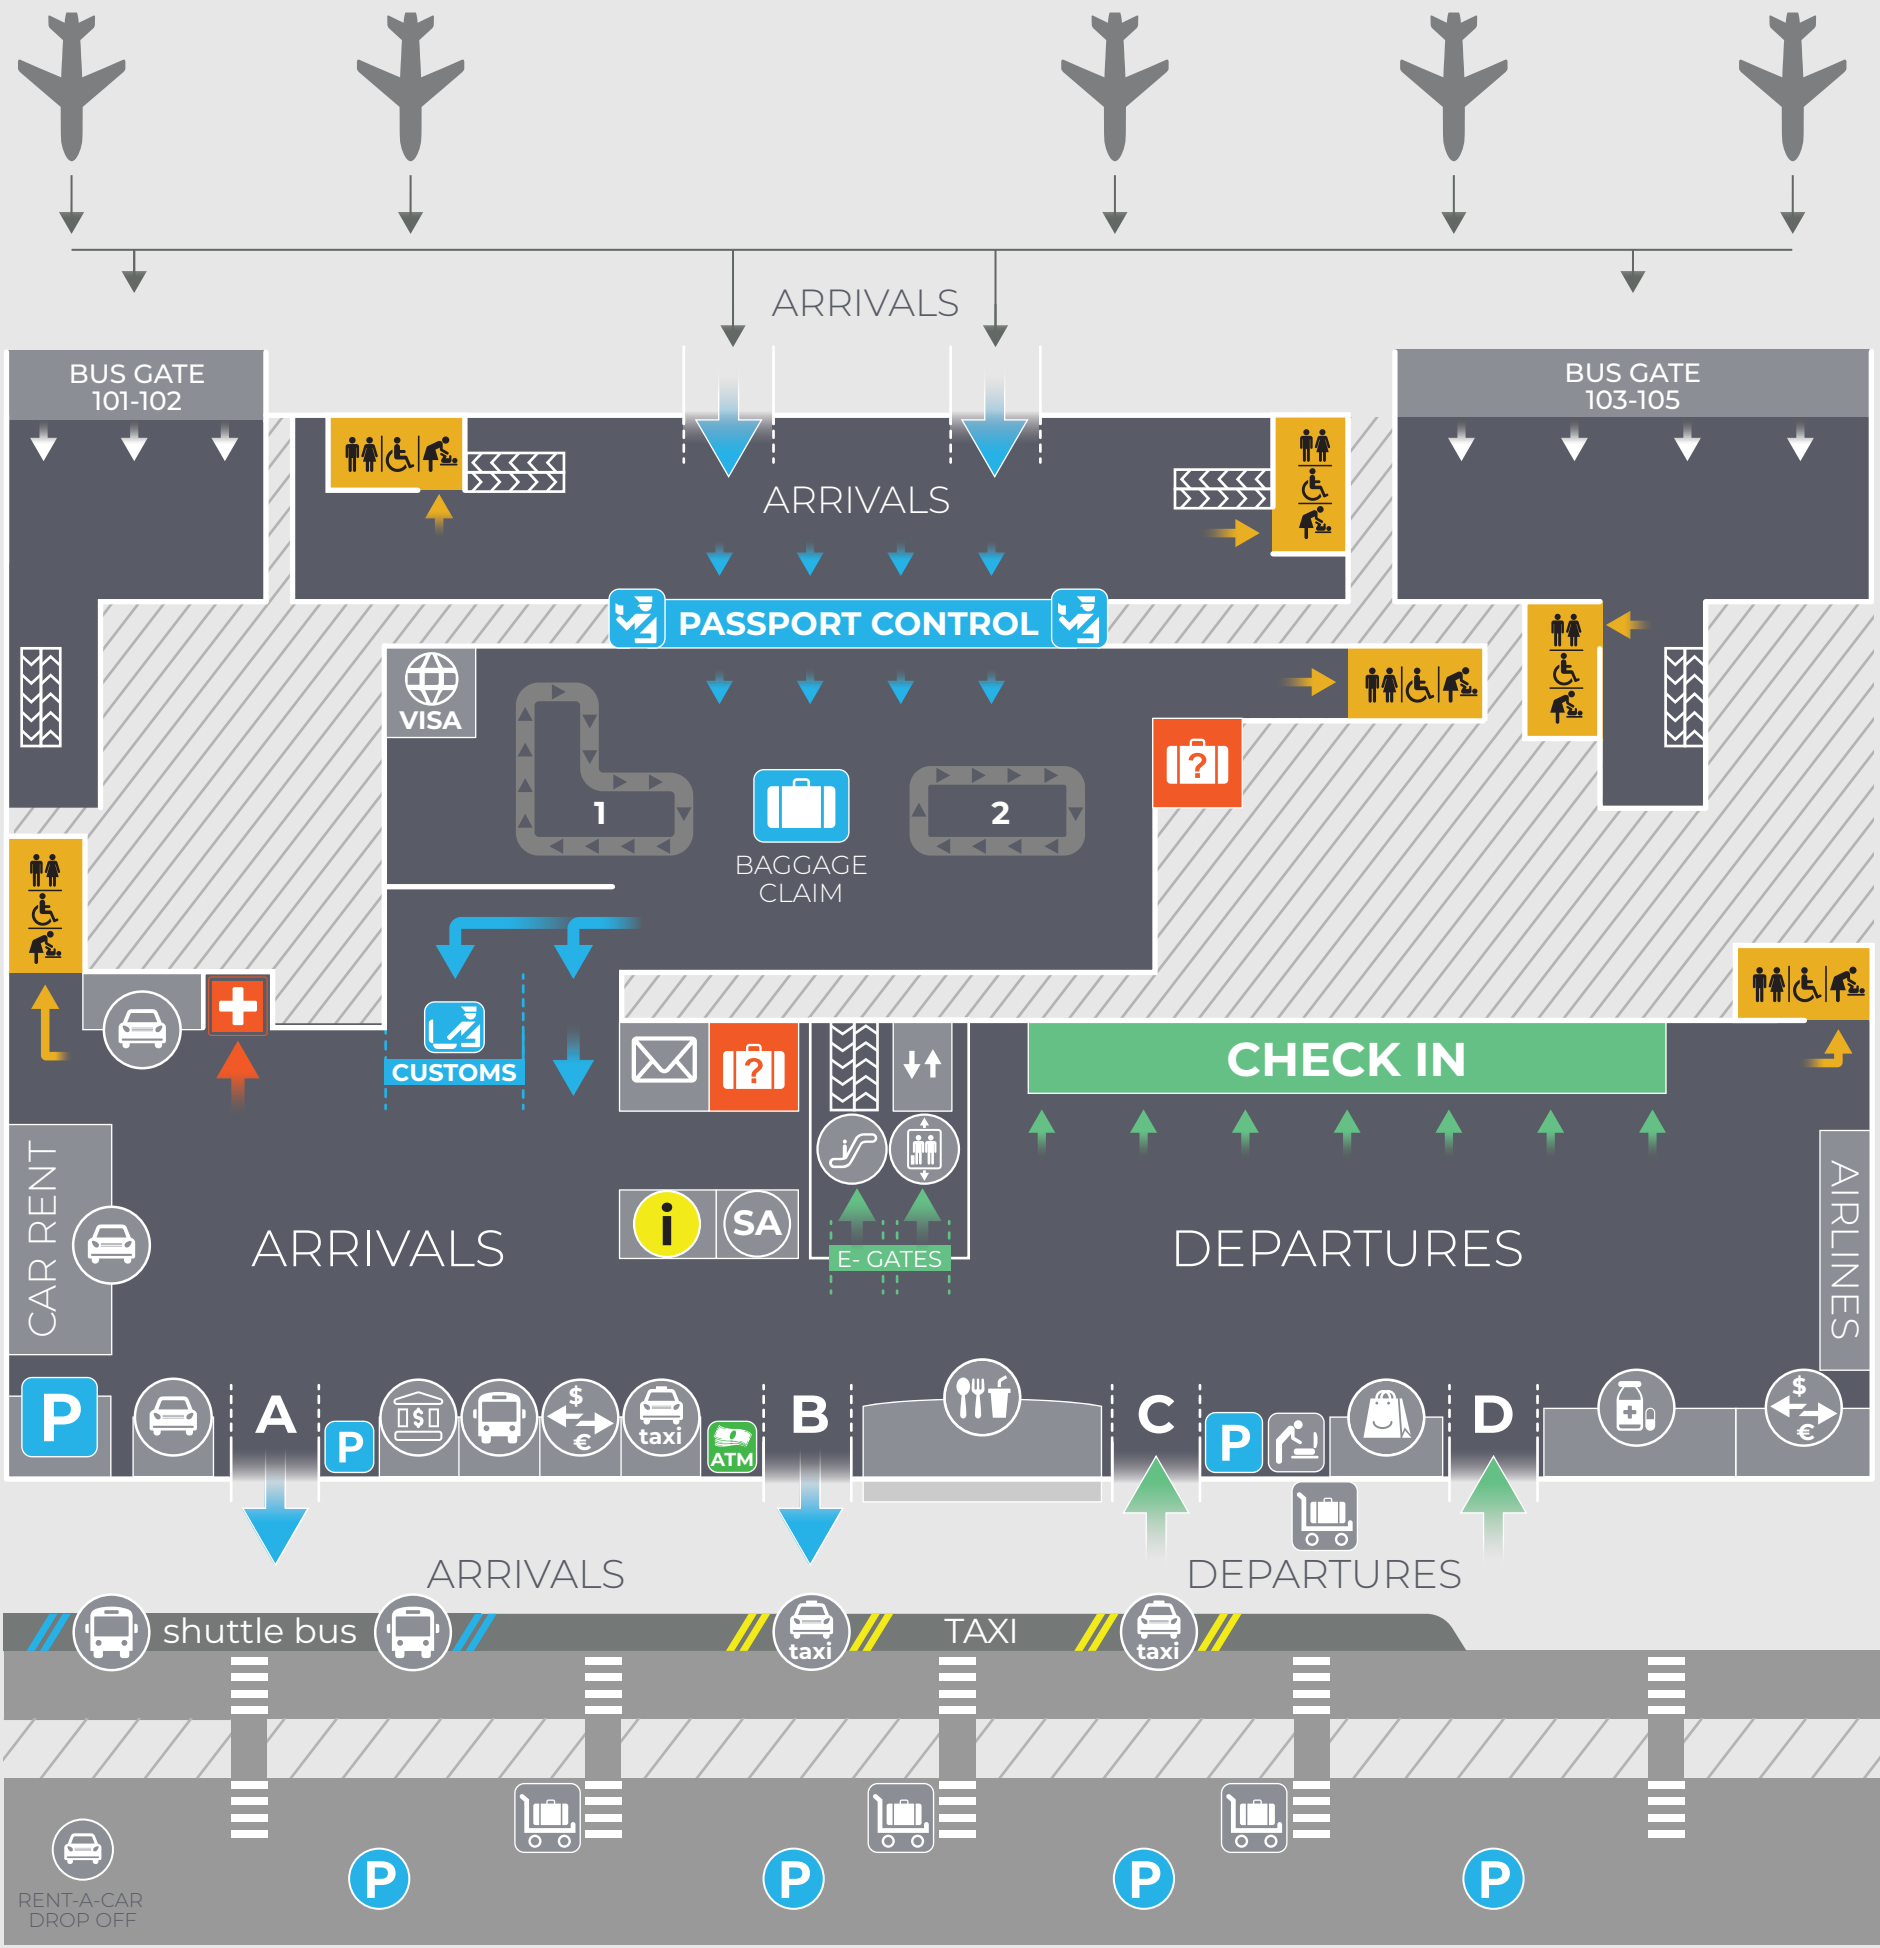 ARRIVALS
BUS GATE
101-102
BUS GATE
103-105
ARRIVALS
PASSPORT CONTROL
VISA
1
2
?
BAGGAGE
CLAIM
CUSTOMS
?
CHECK IN
CAR RENT
ARRIVALS
i
SA
E- GATES
DEPARTURES
AIRLINES
P
A
P
$
$
€
taxi
ATM
B
C
P
D
$
€
ARRIVALS
DEPARTURES
shuttle bus
taxi
TAXI
taxi
RENT-A-CAR
DROP OFF
P
P
P
P